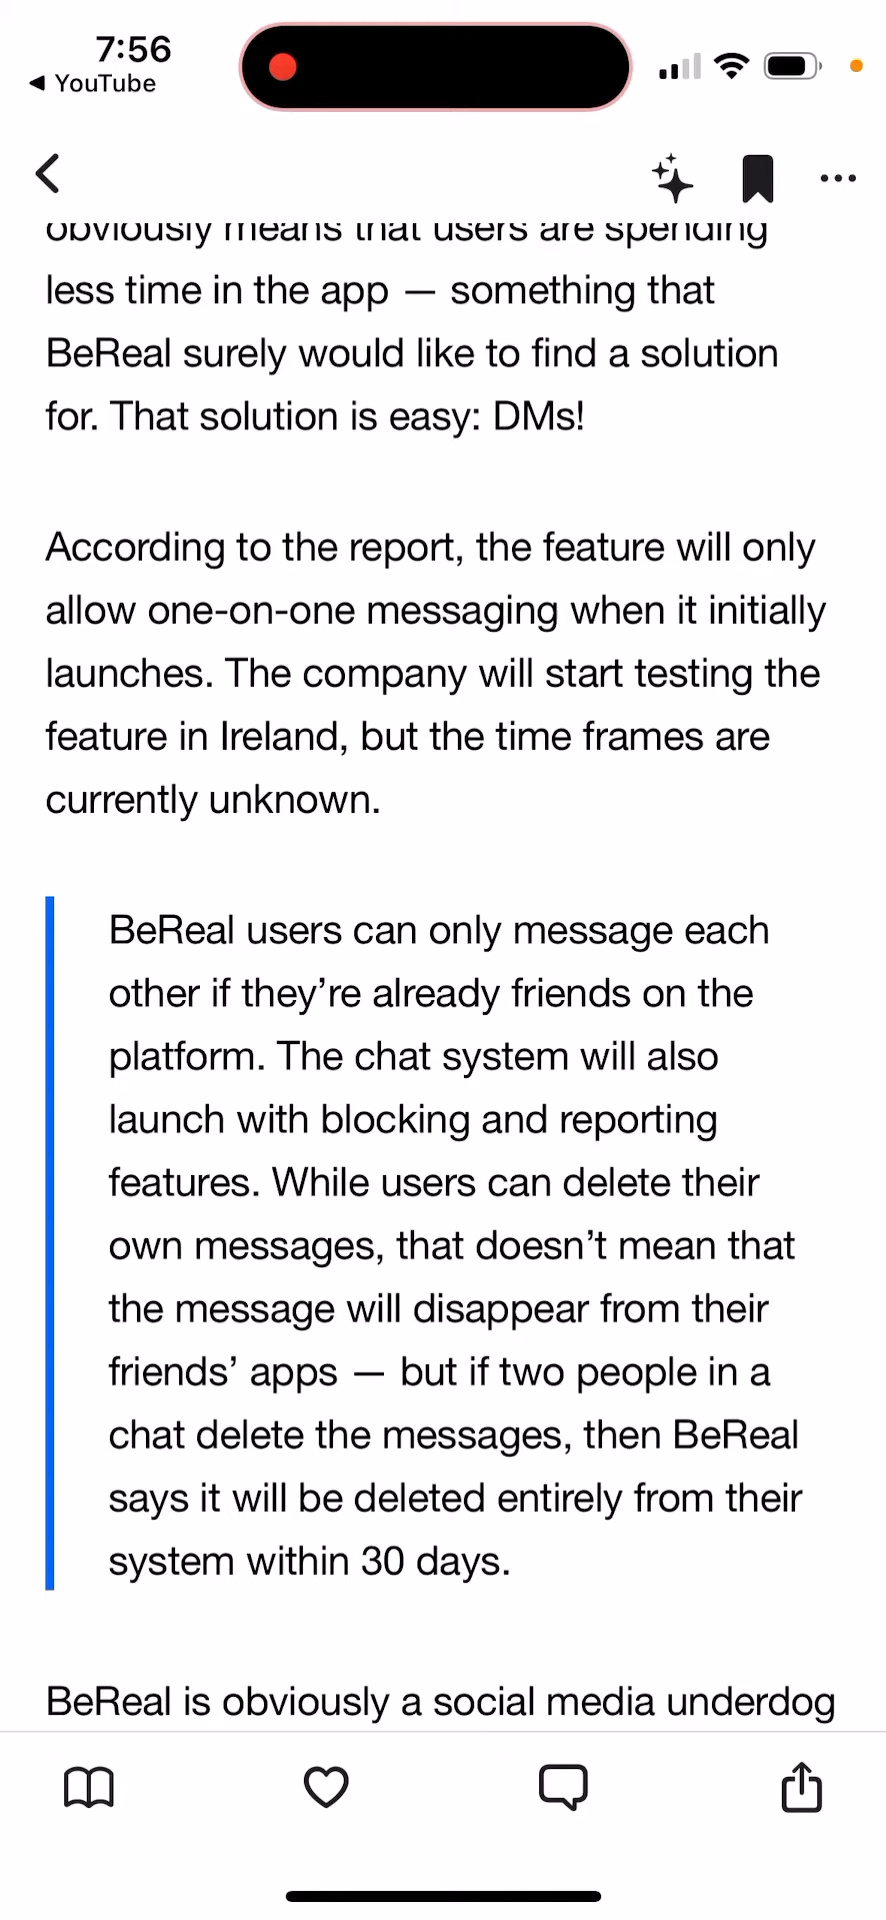 7:56
◀ YouTube
obviously means that users are spending
less time in the app — something that
BeReal surely would like to find a solution
for. That solution is easy: DMs!
According to the report, the feature will only
allow one-on-one messaging when it initially
launches. The company will start testing the
feature in Ireland, but the time frames are
currently unknown.
BeReal users can only message each
other if they’re already friends on the
platform. The chat system will also
launch with blocking and reporting
features. While users can delete their
own messages, that doesn’t mean that
the message will disappear from their
friends’ apps — but if two people in a
chat delete the messages, then BeReal
says it will be deleted entirely from their
system within 30 days.
BeReal is obviously a social media underdog